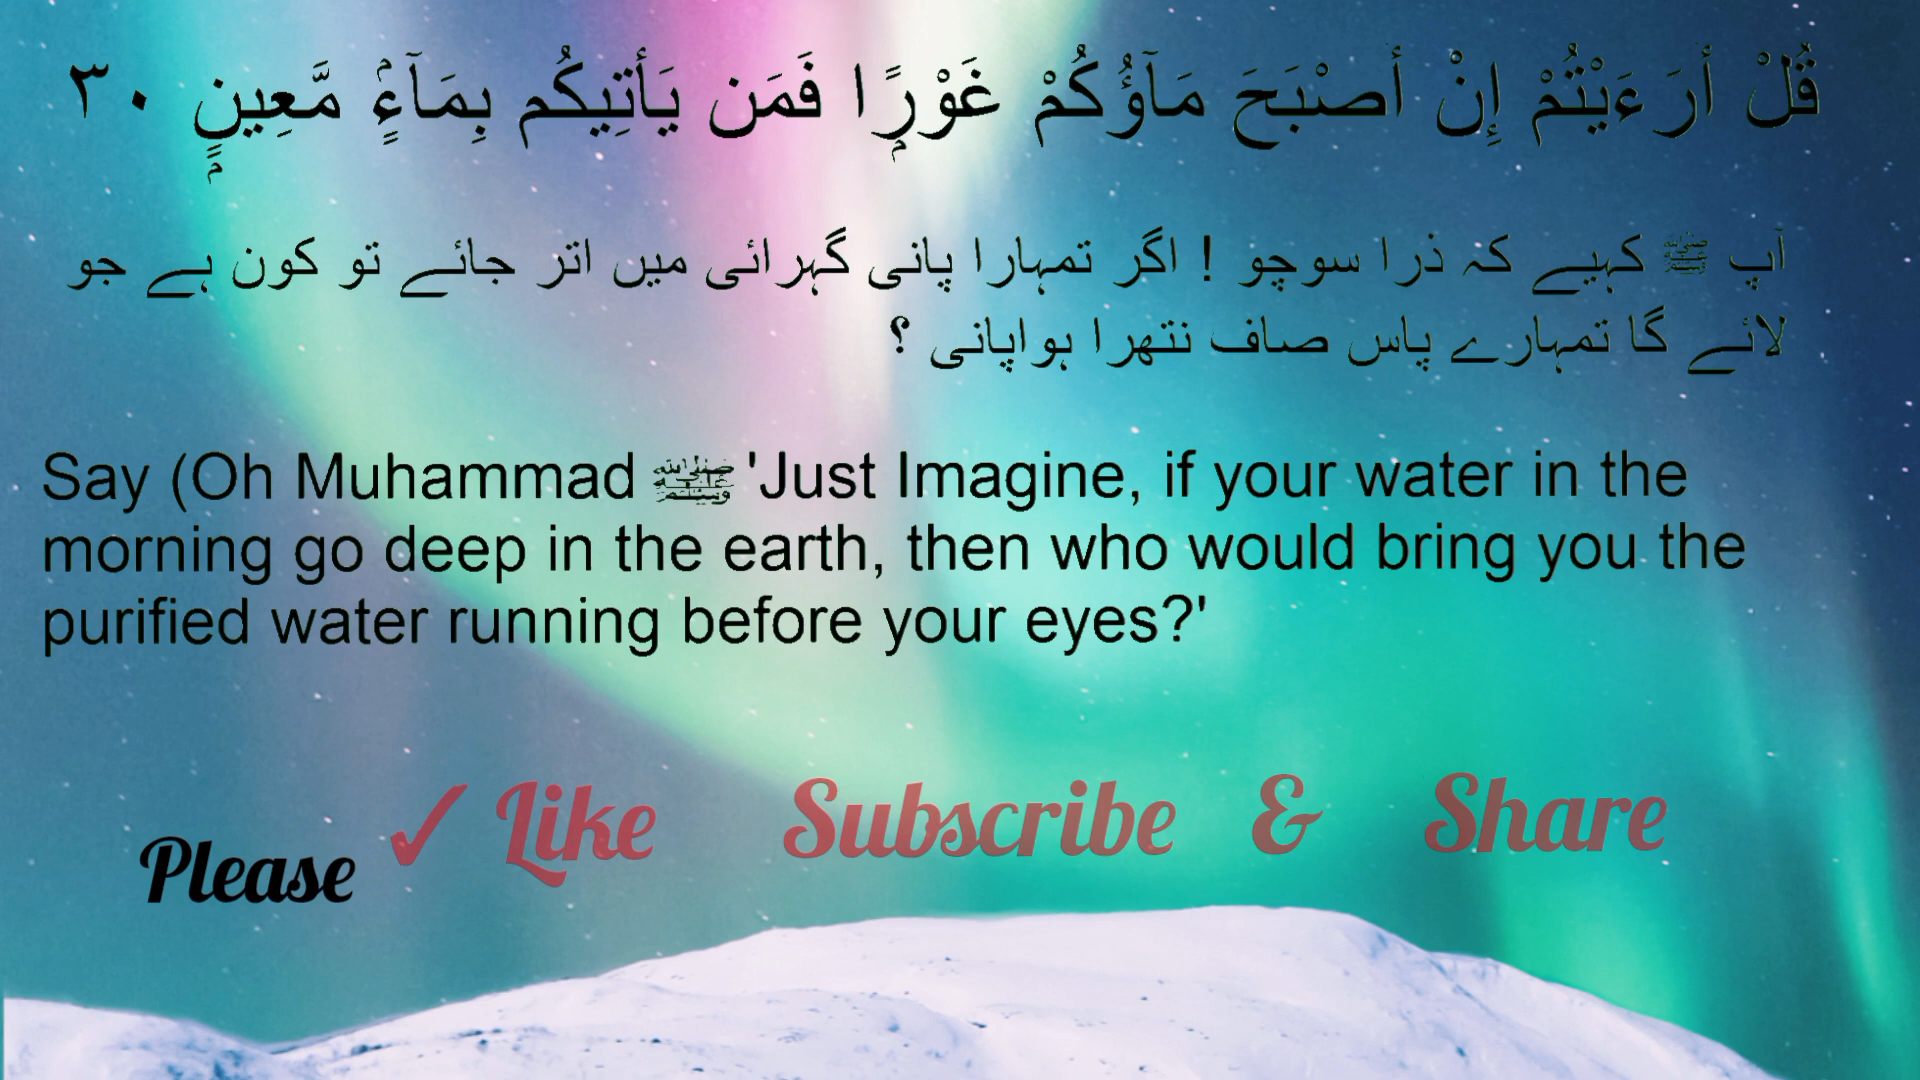 قُلْ أَرَءَيْتُمْ إِنْ أَصْبَحَ مَآؤُكُمْ غَوْرًۭا فَمَن يَأْتِيكُم بِمَآءٍۢ مَّعِينٍۭ ٣٠
آپ ﷺ کہیے کہ ذرا سوچو ! اگر تمہارا پانی گہرائی میں اتر جائے تو کون ہے جو
لائے گا تمہارے پاس صاف نتھرا ہواپانی ؟
Say (Oh Muhammad ﷺ 'Just Imagine, if your water in the
morning go deep in the earth, then who would bring you the
purified water running before your eyes?'
Please ✓ Like Subscribe & Share